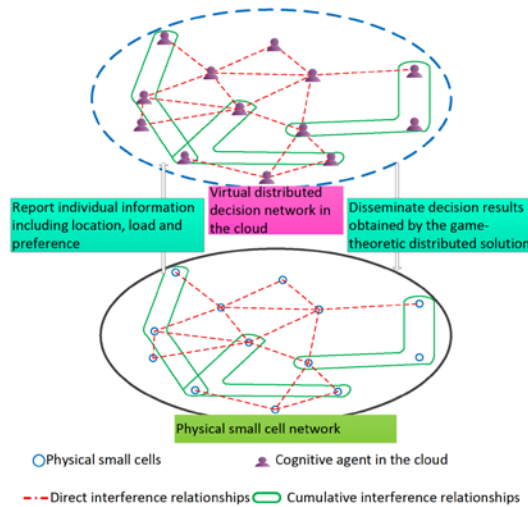 Report individual information
including location, load and
preference
Virtual distributed
decision network in
the cloud
Disseminate decision results
obtained by the game-
theoretic distributed solution
Physical small cell network
Physical small cells
Cognitive agent in the cloud
Direct interference relationships
Cumulative interference relationships